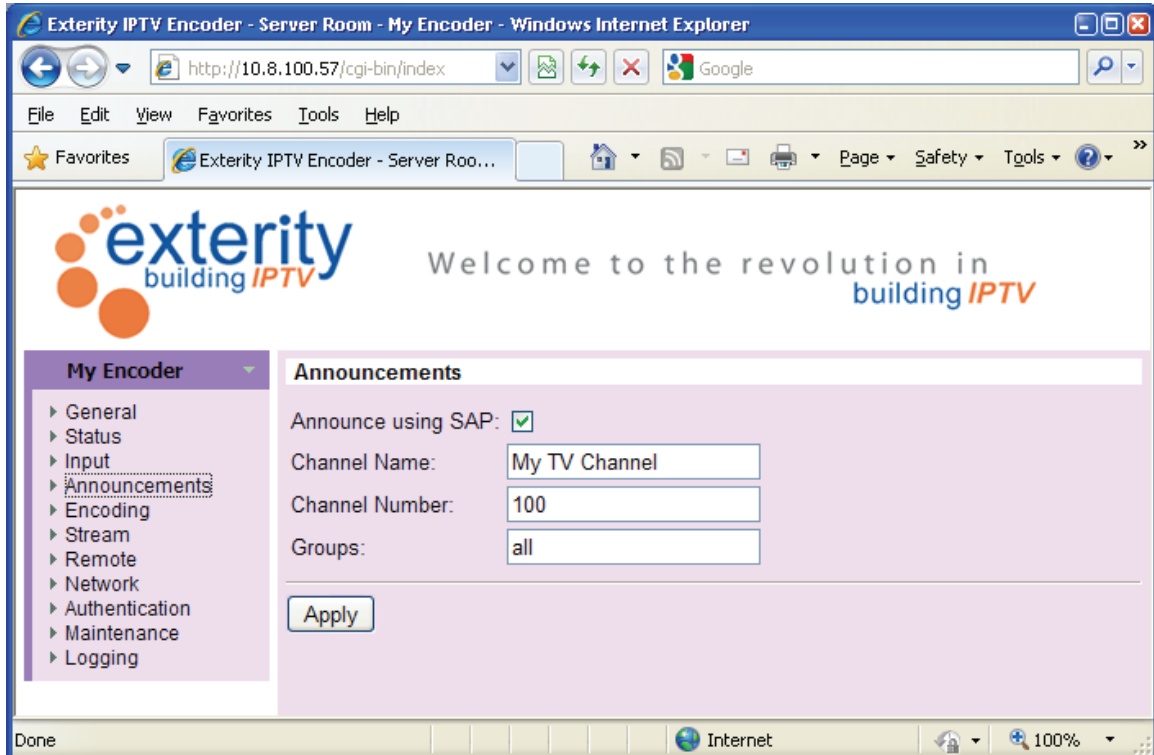 Exterity IPTV Encoder - Server Room - My Encoder - Windows Internet Explorer
http://10.8.100.57/cgi-bin/index
Google
File Edit View Favorites Tools Help
Favorites
Exterity IPTV Encoder - Server Roo...
Page Safety Tools
»
exterity
building IPTV
Welcome to the revolution in
building IPTV
My Encoder
General
Status
Input
Announcements
Encoding
Stream
Remote
Network
Authentication
Maintenance
Logging
Announcements
Announce using SAP:
Channel Name: My TV Channel
Channel Number: 100
Groups: all
Apply
Done
Internet
100%